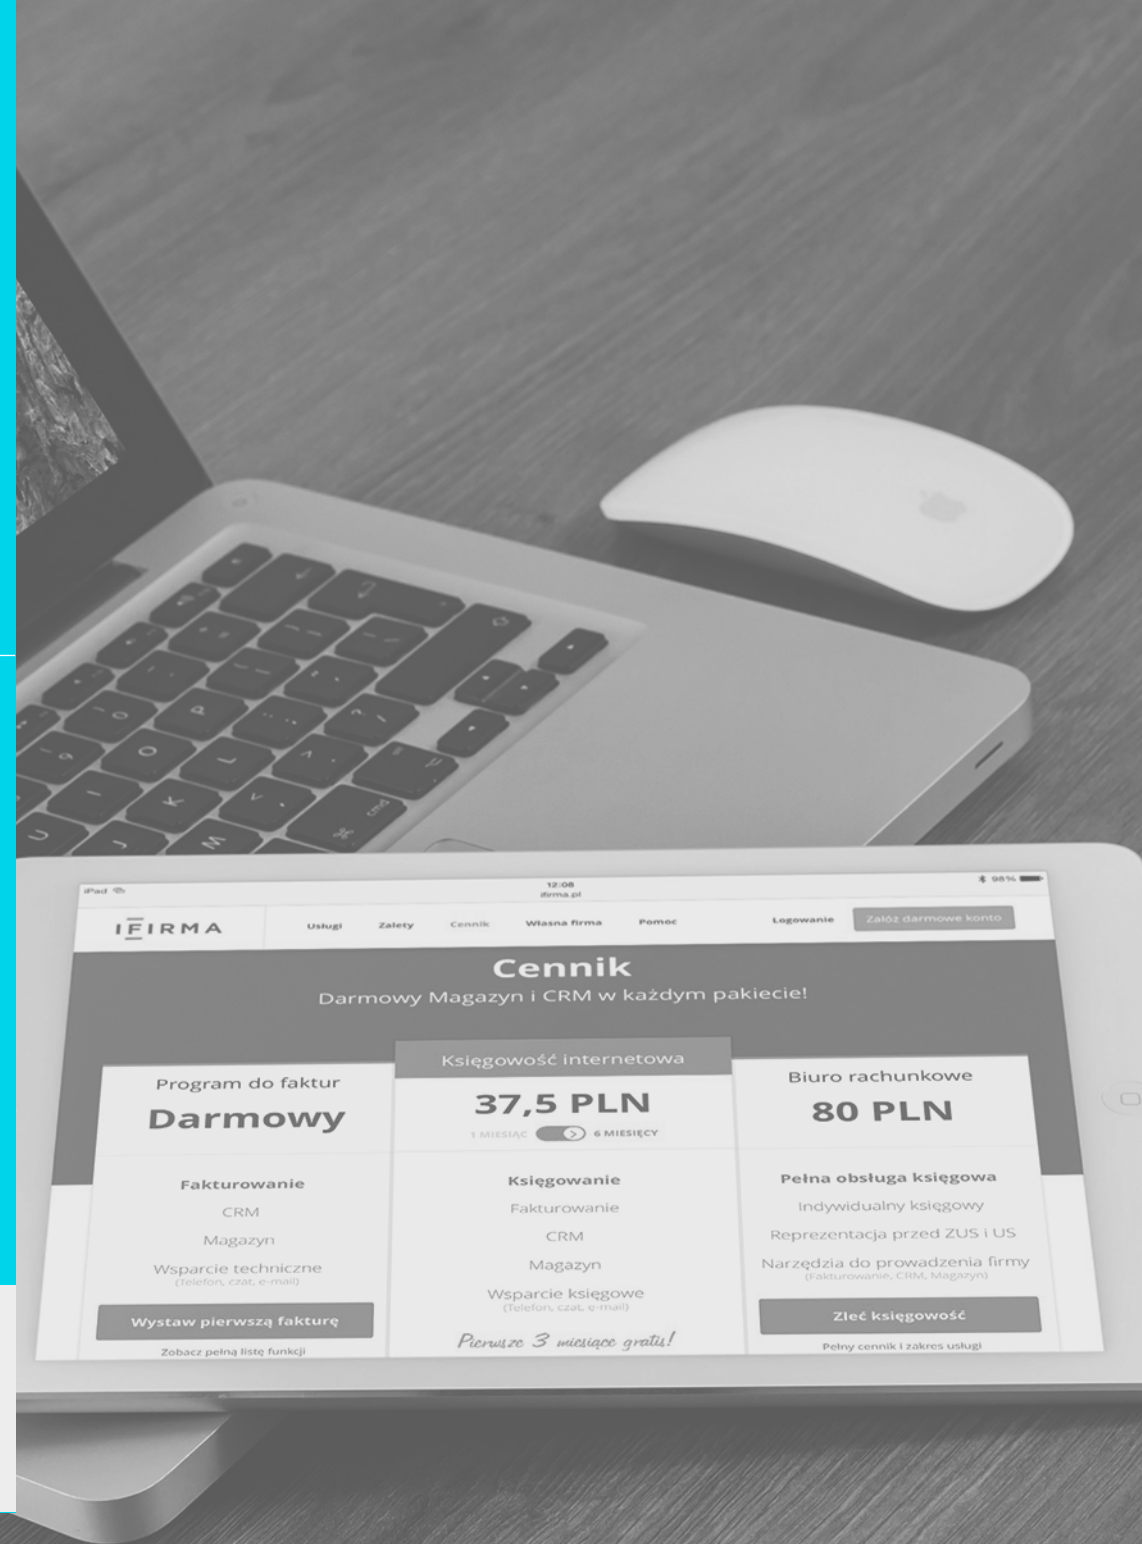 iPad
12:08
98%
ifirma.pl
IFIRMA
Usługi
Zalety
Cennik
Własna firma
Pomoc
Logowanie
Załóż darmowe konto
Cennik
Darmowy Magazyn i CRM w każdym pakiecie!
Program do faktur
Darmowy
Fakturowanie
CRM
Magazyn
Wsparcie techniczne
(Telefon, czat, e-mail)
Wystaw pierwszą fakturę
Zobacz pełną listę funkcji
Księgowość internetowa
37,5 PLN
1 MIESIĄC
6 MIESIĘCY
Księgowanie
Fakturowanie
CRM
Magazyn
Wsparcie księgowe
(Telefon, czat, e-mail)
Pierwsze 3 miesiące gratis!
Biuro rachunkowe
80 PLN
Pełna obsługa księgowa
Indywidualny księgowy
Reprezentacja przed ZUS i US
Narzędzia do prowadzenia firmy
(Fakturowanie, CRM, Magazyn)
Zleć księgowość
Pełny cennik i zakres usługi
P
O
L
I
K
U
J
M
cmd